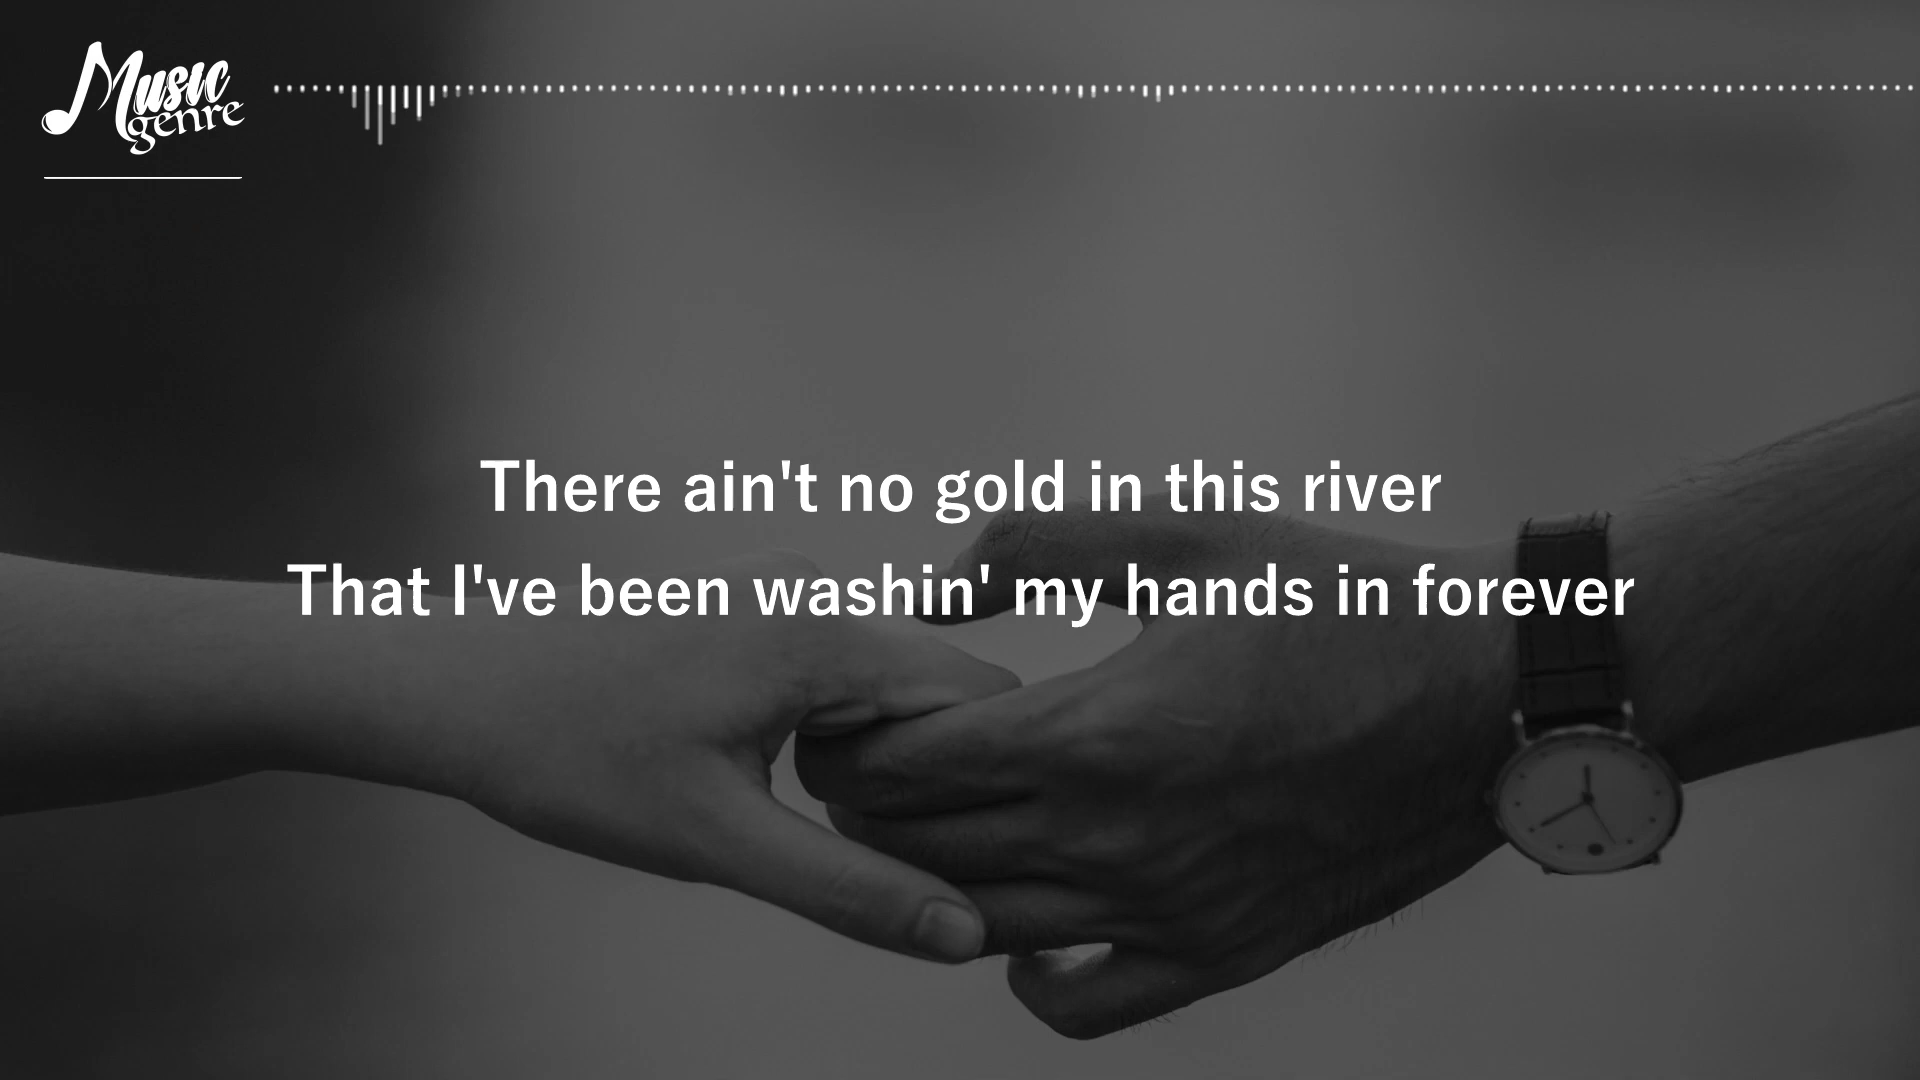 Music
genre
There ain't no gold in this river
That I've been washin' my hands in forever